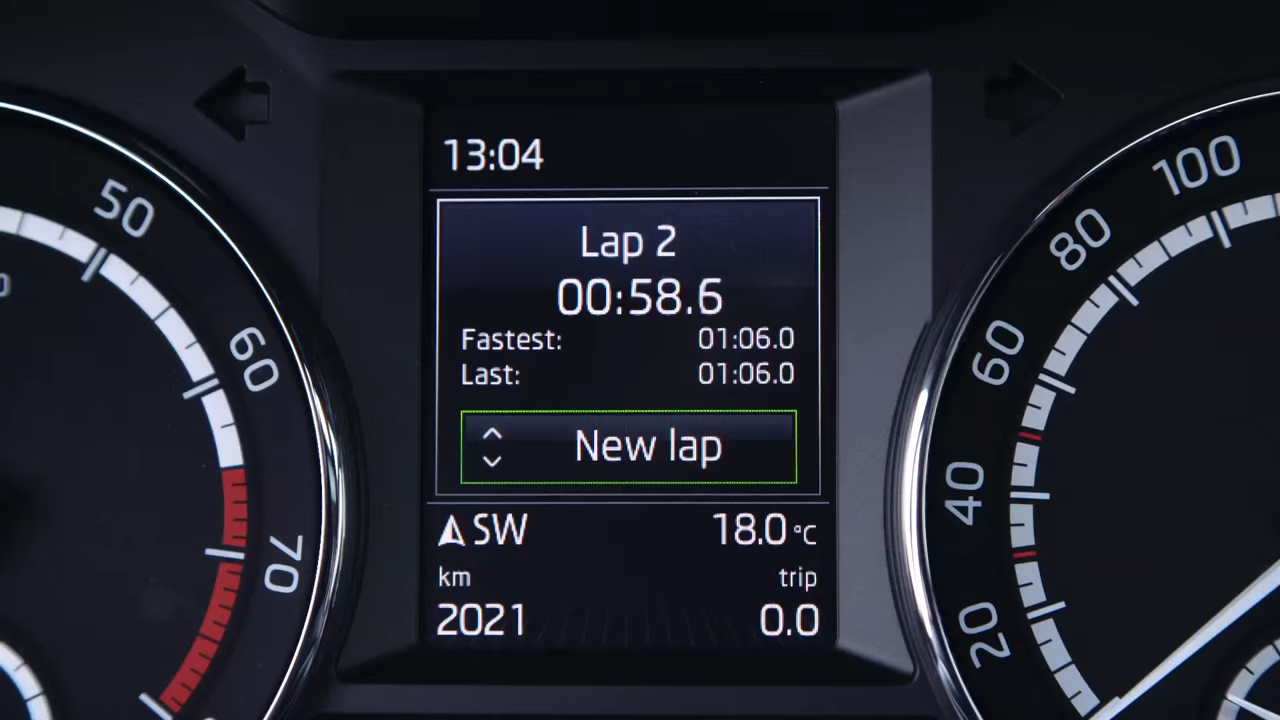 13:04
Lap 2
00:58.6
Fastest: 01:06.0
Last: 01:06.0
New lap
SW 18.0 °C
km trip
2021 0.0
50
60
70
100
80
60
40
20